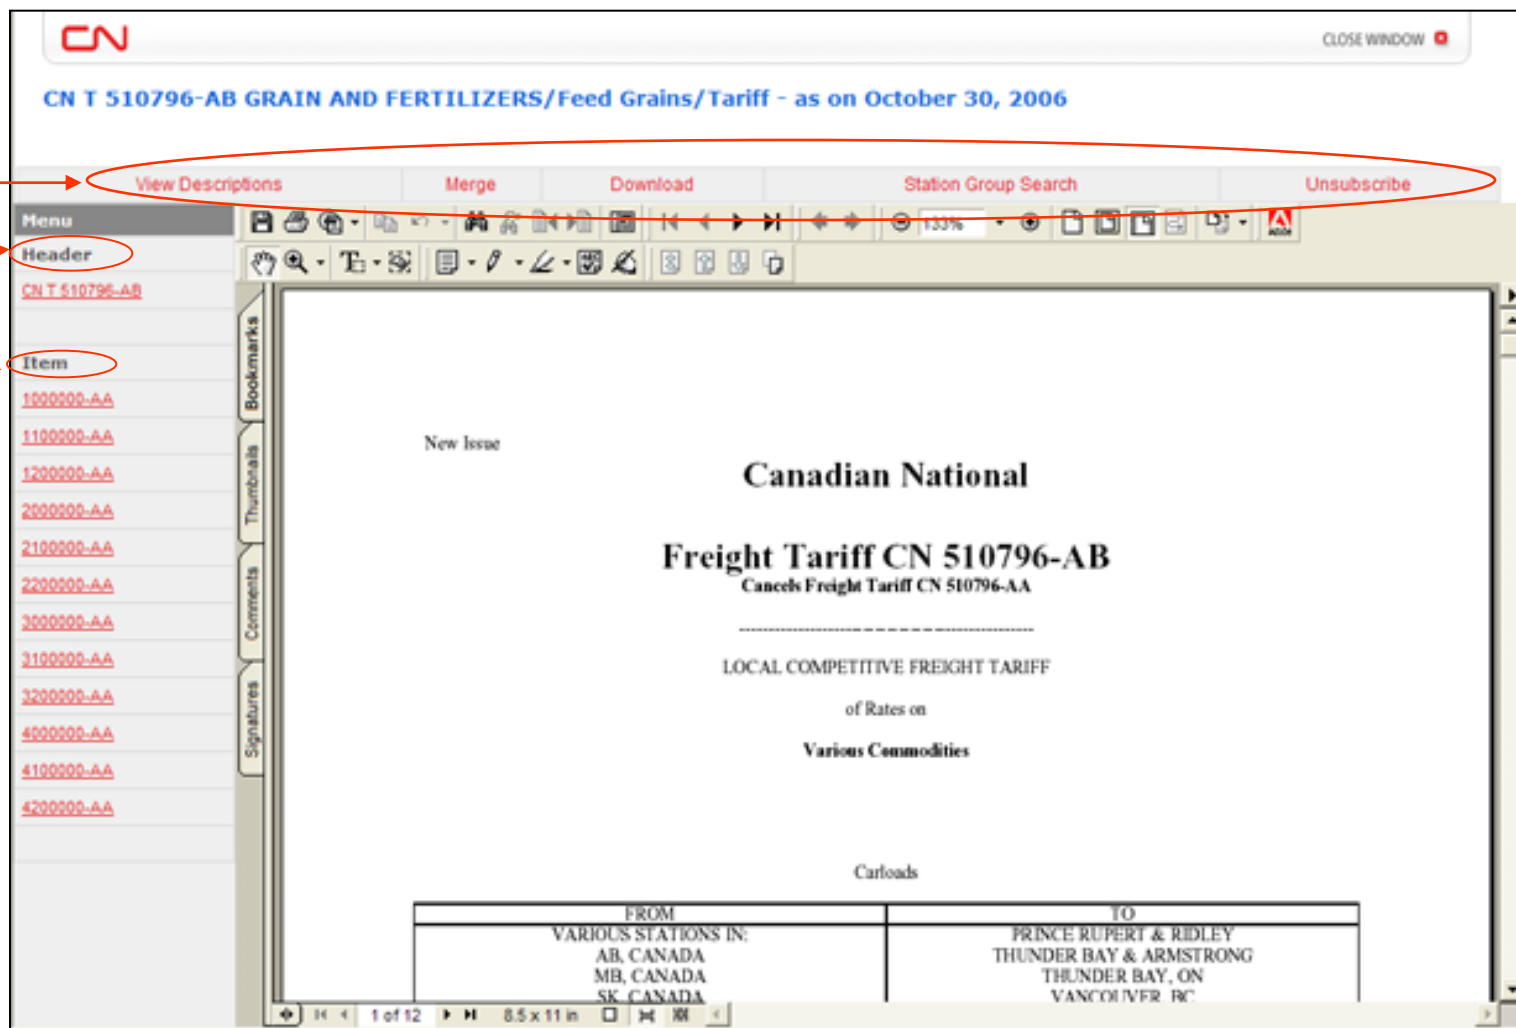 CN
CLOSE WINDOW
CN T 510796-AB GRAIN AND FERTILIZERS/Feed Grains/Tariff - as on October 30, 2006
View Descriptions Merge Download Station Group Search Unsubscribe
Menu
Header
CN T 510796-AB
Item
1000000-AA
1100000-AA
1200000-AA
2000000-AA
2100000-AA
2200000-AA
3000000-AA
3100000-AA
3200000-AA
4000000-AA
4100000-AA
4200000-AA
133%
Adobe
Bookmarks
Thumbnails
Comments
Signatures
New Issue
Canadian National
Freight Tariff CN 510796-AB
Cancels Freight Tariff CN 510796-AA
LOCAL COMPETITIVE FREIGHT TARIFF
of Rates on
Various Commodities
Carloads
FROM TO
VARIOUS STATIONS IN: PRINCE RUPERT & RIDLEY
AB, CANADA THUNDER BAY & ARMSTRONG
MB, CANADA THUNDER BAY, ON
SK, CANADA VANCOUVER, BC
1 of 12 8.5 x 11 in